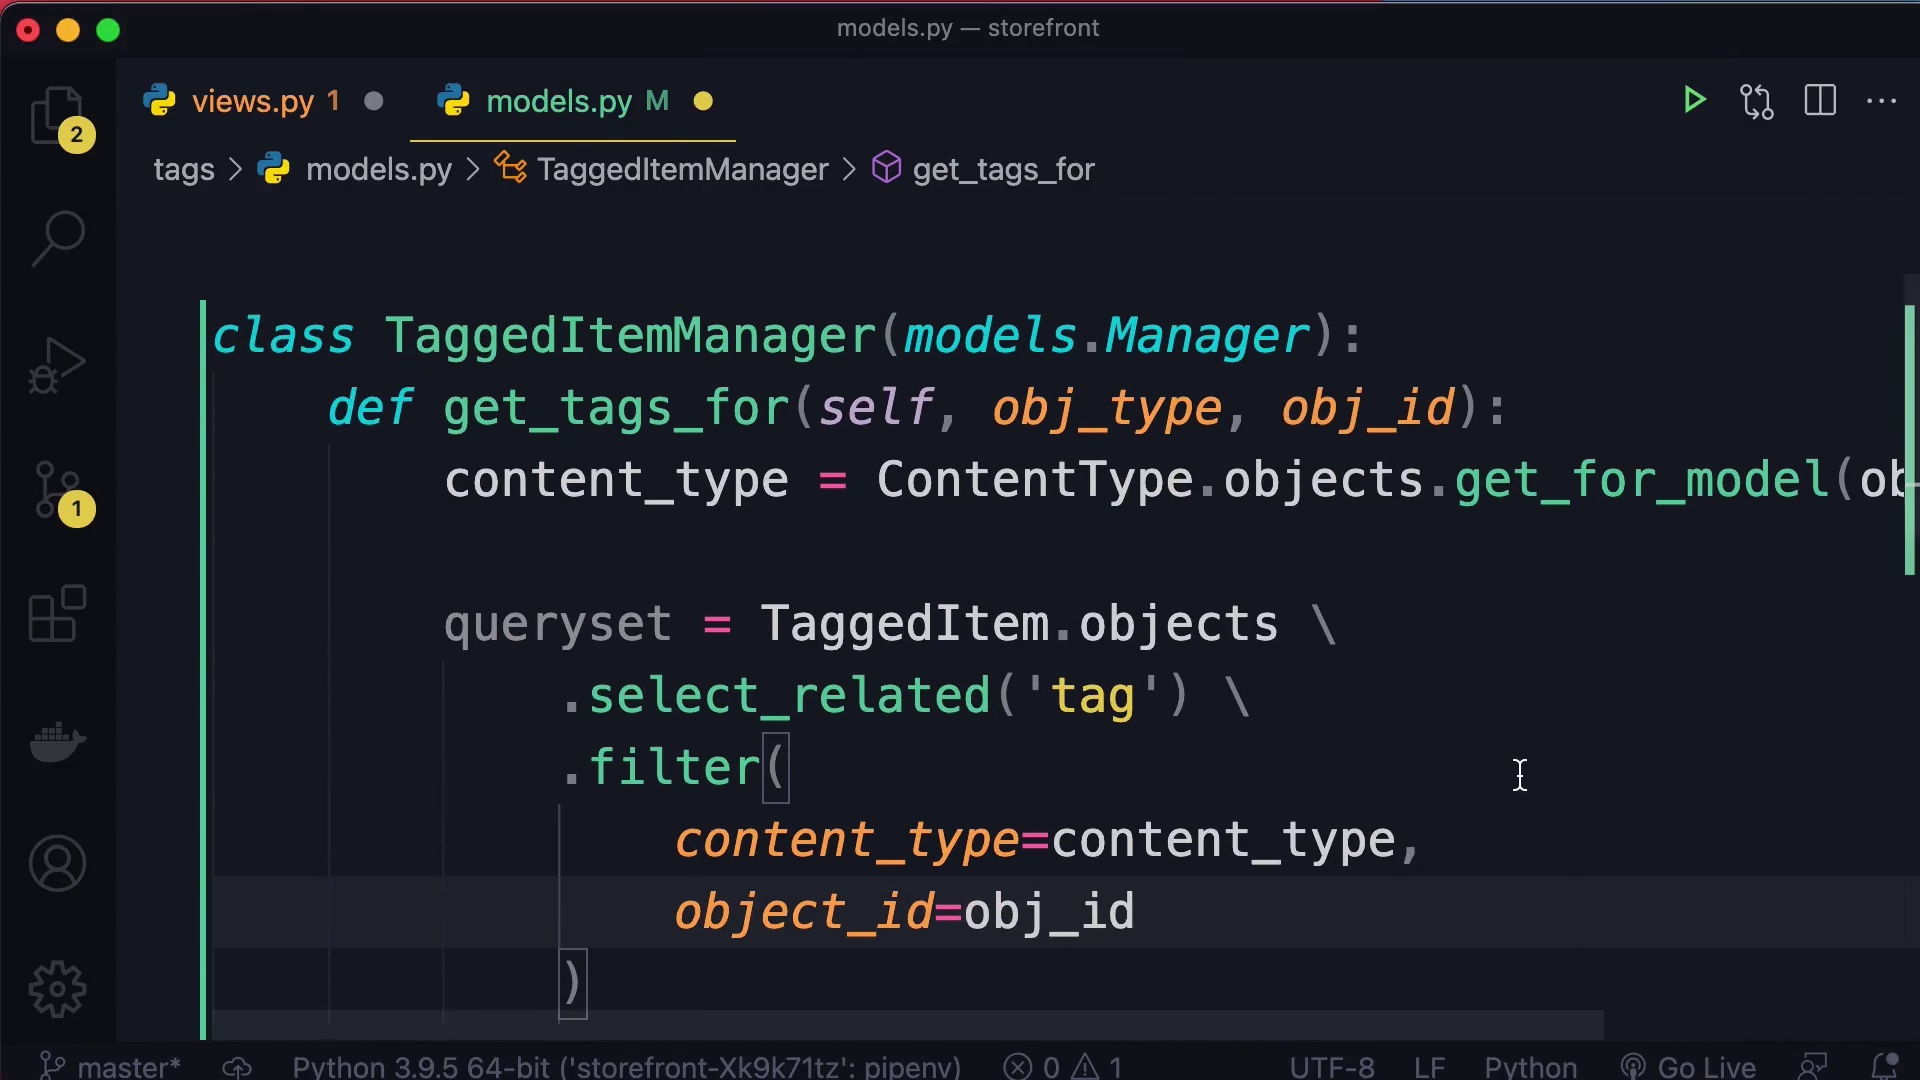 models.py — storefront
views.py 1
models.py M
2
tags > models.py > TaggedItemManager > get_tags_for
class TaggedItemManager(models.Manager):
def get_tags_for(self, obj_type, obj_id):
content_type = ContentType.objects.get_for_model(ob
1
queryset = TaggedItem.objects \
.select_related('tag') \
.filter(
content_type=content_type,
object_id=obj_id
)
master* Python 3.9.5 64-bit ('storefront-Xk9k71tz': pipenv) 0 1 UTF-8 LF Python Go Live